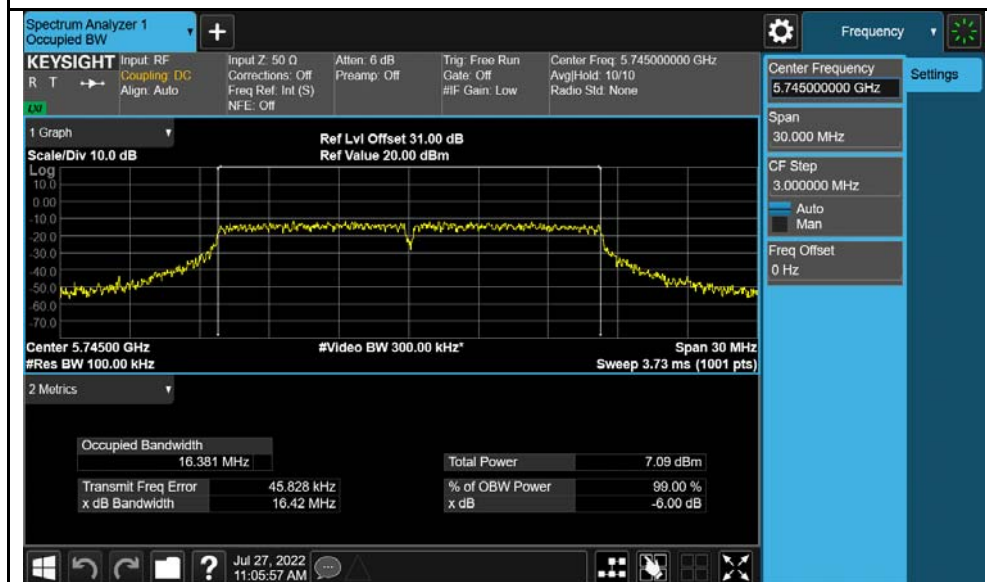 Spectrum Analyzer 1
Occupied BW
+
Frequency
KEYSIGHT
R T
LXI
Input: RF
Coupling: DC
Align: Auto
Input Z: 50 Ω
Corrections: Off
Freq Ref: Int (S)
NFE: Off
Atten: 6 dB
Preamp: Off
Trig: Free Run
Gate: Off
#IF Gain: Low
Center Freq: 5.745000000 GHz
Avg|Hold: 10/10
Radio Std: None
Center Frequency
5.745000000 GHz
Settings
Span
30.000 MHz
CF Step
3.000000 MHz
Auto
Man
Freq Offset
0 Hz
1 Graph
Scale/Div 10.0 dB
Ref Lvl Offset 31.00 dB
Ref Value 20.00 dBm
Log
10.0
0.00
-10.0
-20.0
-30.0
-40.0
-50.0
-60.0
-70.0
Center 5.74500 GHz
#Video BW 300.00 kHz*
Span 30 MHz
#Res BW 100.00 kHz
Sweep 3.73 ms (1001 pts)
2 Metrics
Occupied Bandwidth
16.381 MHz
Total Power 7.09 dBm
Transmit Freq Error 45.828 kHz
% of OBW Power 99.00 %
x dB Bandwidth 16.42 MHz
x dB -6.00 dB
?
Jul 27, 2022
11:05:57 AM